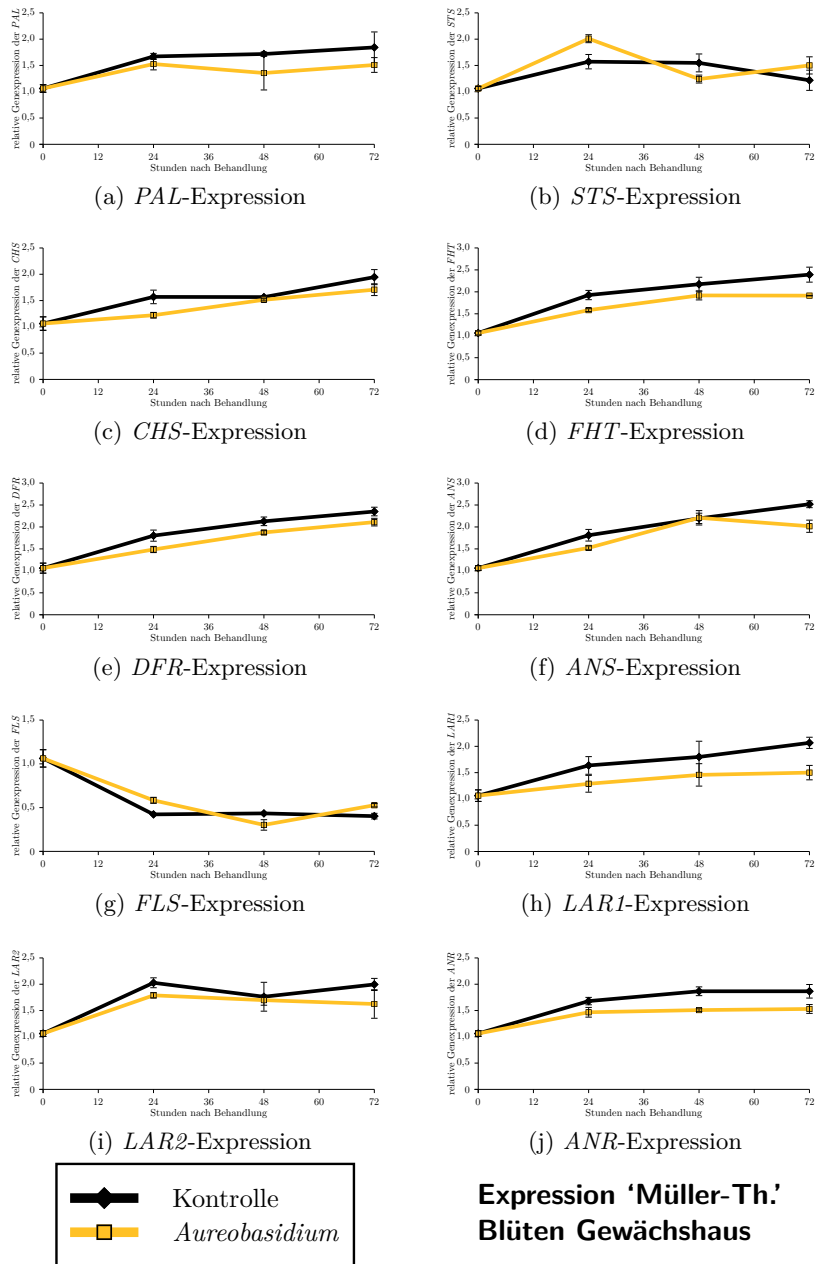 relative Genexpression der PAL
2,5
2,0
1,5
1,0
0,5
0
0 12 24 36 48 60 72
Stunden nach Behandlung
(a) PAL-Expression
relative Genexpression der STS
2,5
2,0
1,5
1,0
0,5
0
0 12 24 36 48 60 72
Stunden nach Behandlung
(b) STS-Expression
relative Genexpression der CHS
2,5
2,0
1,5
1,0
0,5
0
0 12 24 36 48 60 72
Stunden nach Behandlung
(c) CHS-Expression
relative Genexpression der FHT
3,0
2,5
2,0
1,5
1,0
0,5
0
0 12 24 36 48 60 72
Stunden nach Behandlung
(d) FHT-Expression
relative Genexpression der DFR
3,0
2,5
2,0
1,5
1,0
0,5
0
0 12 24 36 48 60 72
Stunden nach Behandlung
(e) DFR-Expression
relative Genexpression der ANS
3,0
2,5
2,0
1,5
1,0
0,5
0
0 12 24 36 48 60 72
Stunden nach Behandlung
(f) ANS-Expression
relative Genexpression der FLS
1,5
1,0
0,5
0
0 12 24 36 48 60 72
Stunden nach Behandlung
(g) FLS-Expression
relative Genexpression der LAR1
2,5
2,0
1,5
1,0
0,5
0
0 12 24 36 48 60 72
Stunden nach Behandlung
(h) LAR1-Expression
relative Genexpression der LAR2
2,5
2,0
1,5
1,0
0,5
0
0 12 24 36 48 60 72
Stunden nach Behandlung
(i) LAR2-Expression
relative Genexpression der ANR
2,5
2,0
1,5
1,0
0,5
0
0 12 24 36 48 60 72
Stunden nach Behandlung
(j) ANR-Expression
Kontrolle
Aureobasidium
Expression ‘Müller-Th.’
Blüten Gewächshaus